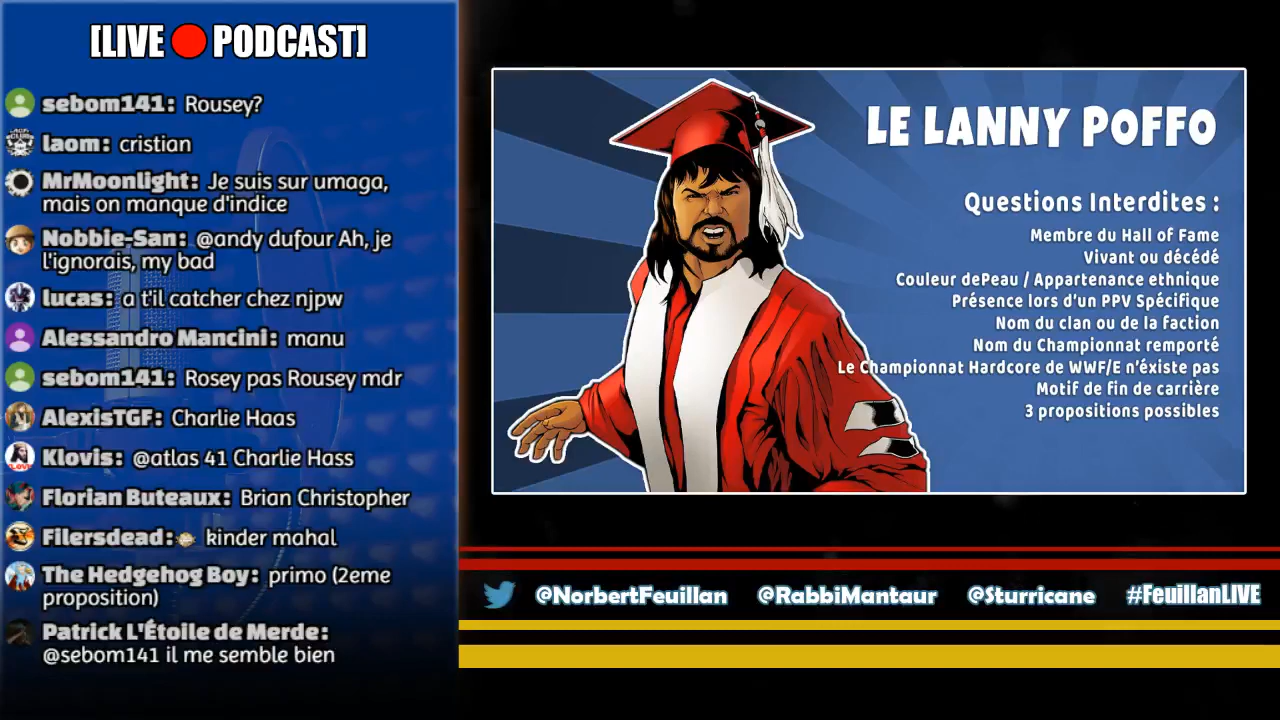 [LIVE PODCAST]
sebom141: Rousey?
laom: cristian
MrMoonlight: Je suis sur umaga,
mais on manque d'indice
Nobbie-San: @andy dufour Ah, je
l'ignorais, my bad
lucas: a t'il catcher chez njpw
Alessandro Mancini: manu
sebom141: Rosey pas Rousey mdr
AlexisTGF: Charlie Haas
Klovis: @atlas 41 Charlie Hass
Florian Buteaux: Brian Christopher
Filersdead: kinder mahal
The Hedgehog Boy: primo (2eme
proposition)
Patrick L'Étoile de Merde:
@sebom141 il me semble bien
LE LANNY POFFO
Questions Interdites :
Membre du Hall of Fame
Vivant ou décédé
Couleur dePeau / Appartenance ethnique
Présence lors d'un PPV Spécifique
Nom du clan ou de la faction
Nom du Championnat remporté
Le Championnat Hardcore de WWF/E n'éxiste pas
Motif de fin de carrière
3 propositions possibles
@NorbertFeuillan @RabbiMantaur @Sturricane #FeuillanLIVE